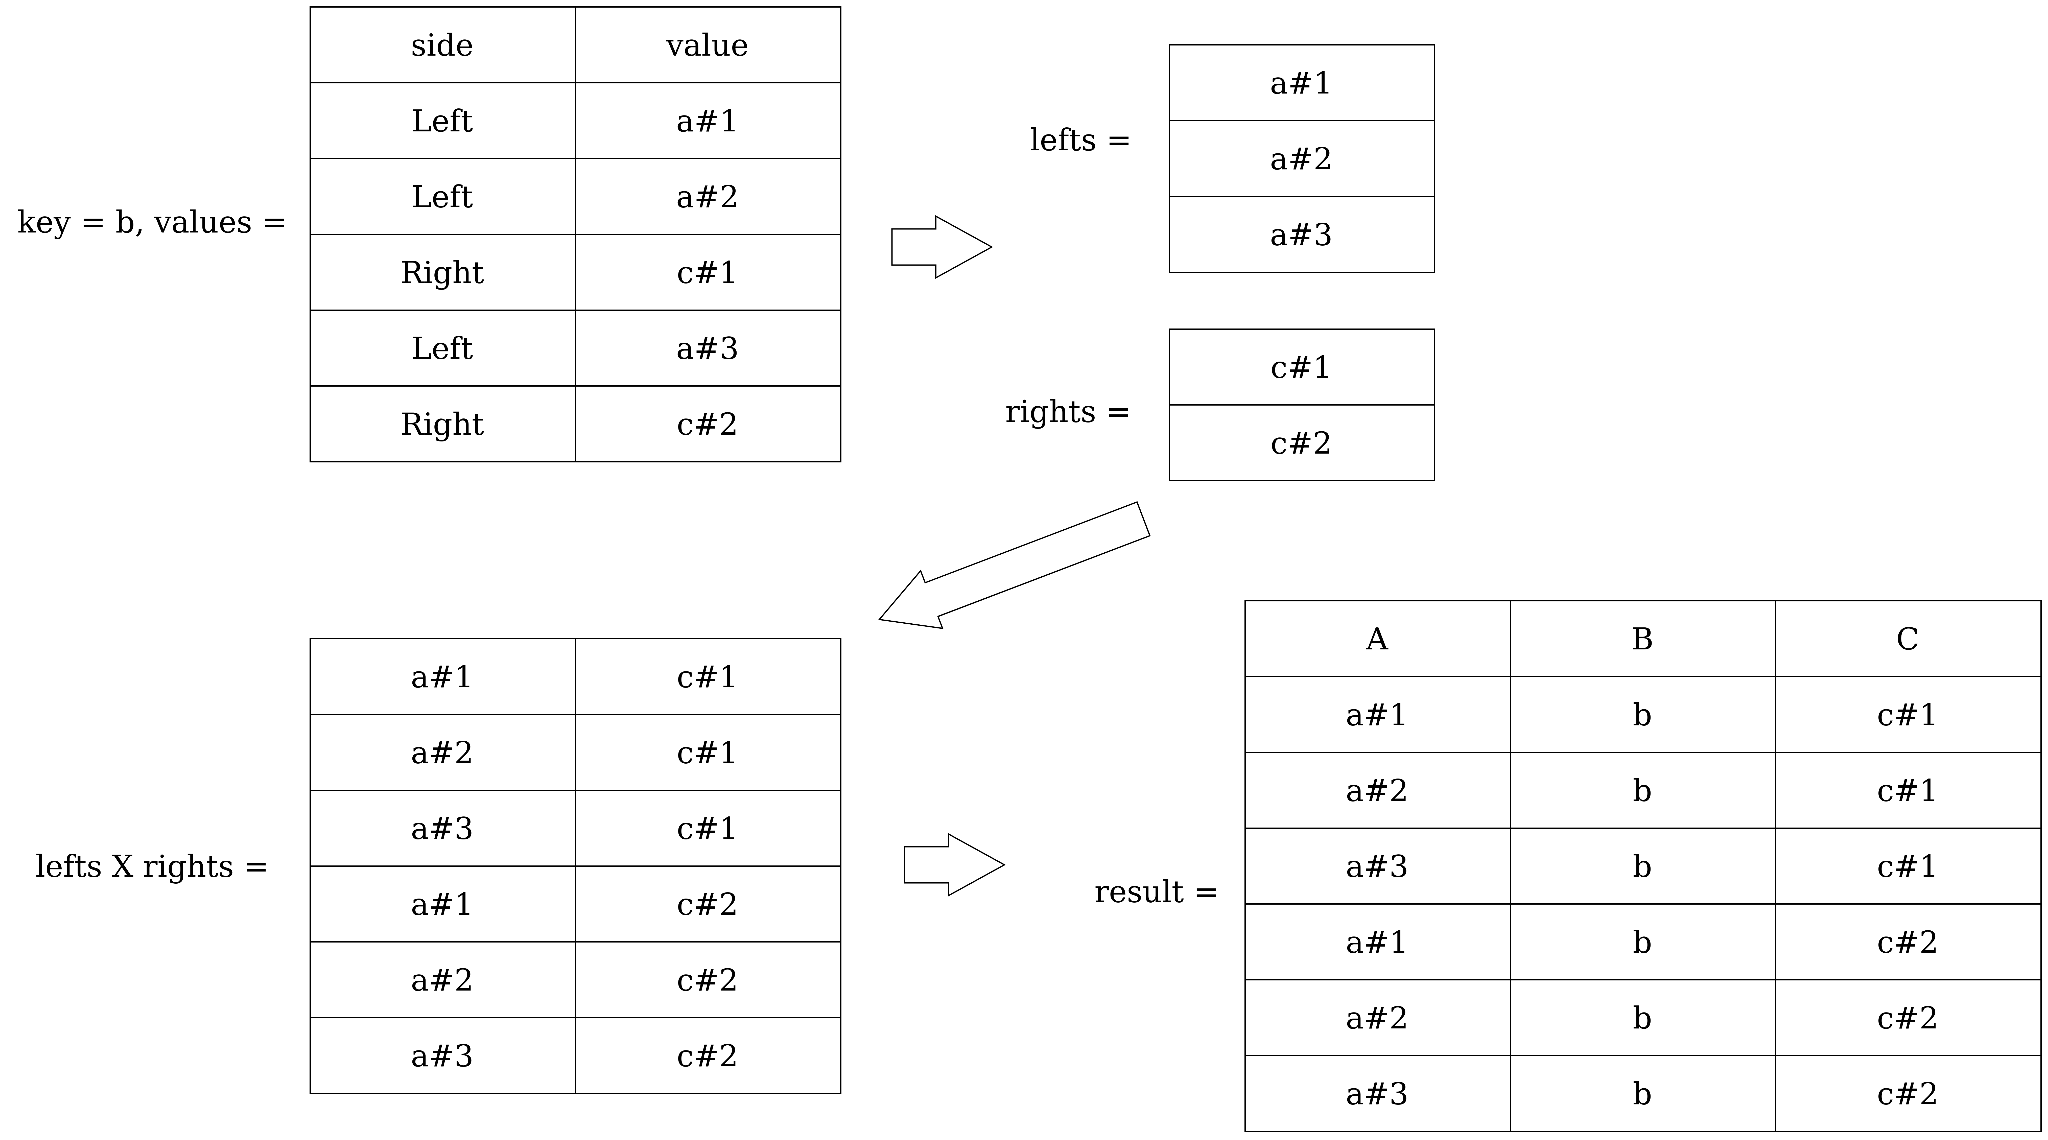 side value
Left a#1
Left a#2
key = b, values =
Right c#1
Left a#3
Right c#2
lefts =
a#1
a#2
a#3
rights =
c#1
c#2
lefts X rights =
a#1 c#1
a#2 c#1
a#3 c#1
a#1 c#2
a#2 c#2
a#3 c#2
result =
A B C
a#1 b c#1
a#2 b c#1
a#3 b c#1
a#1 b c#2
a#2 b c#2
a#3 b c#2